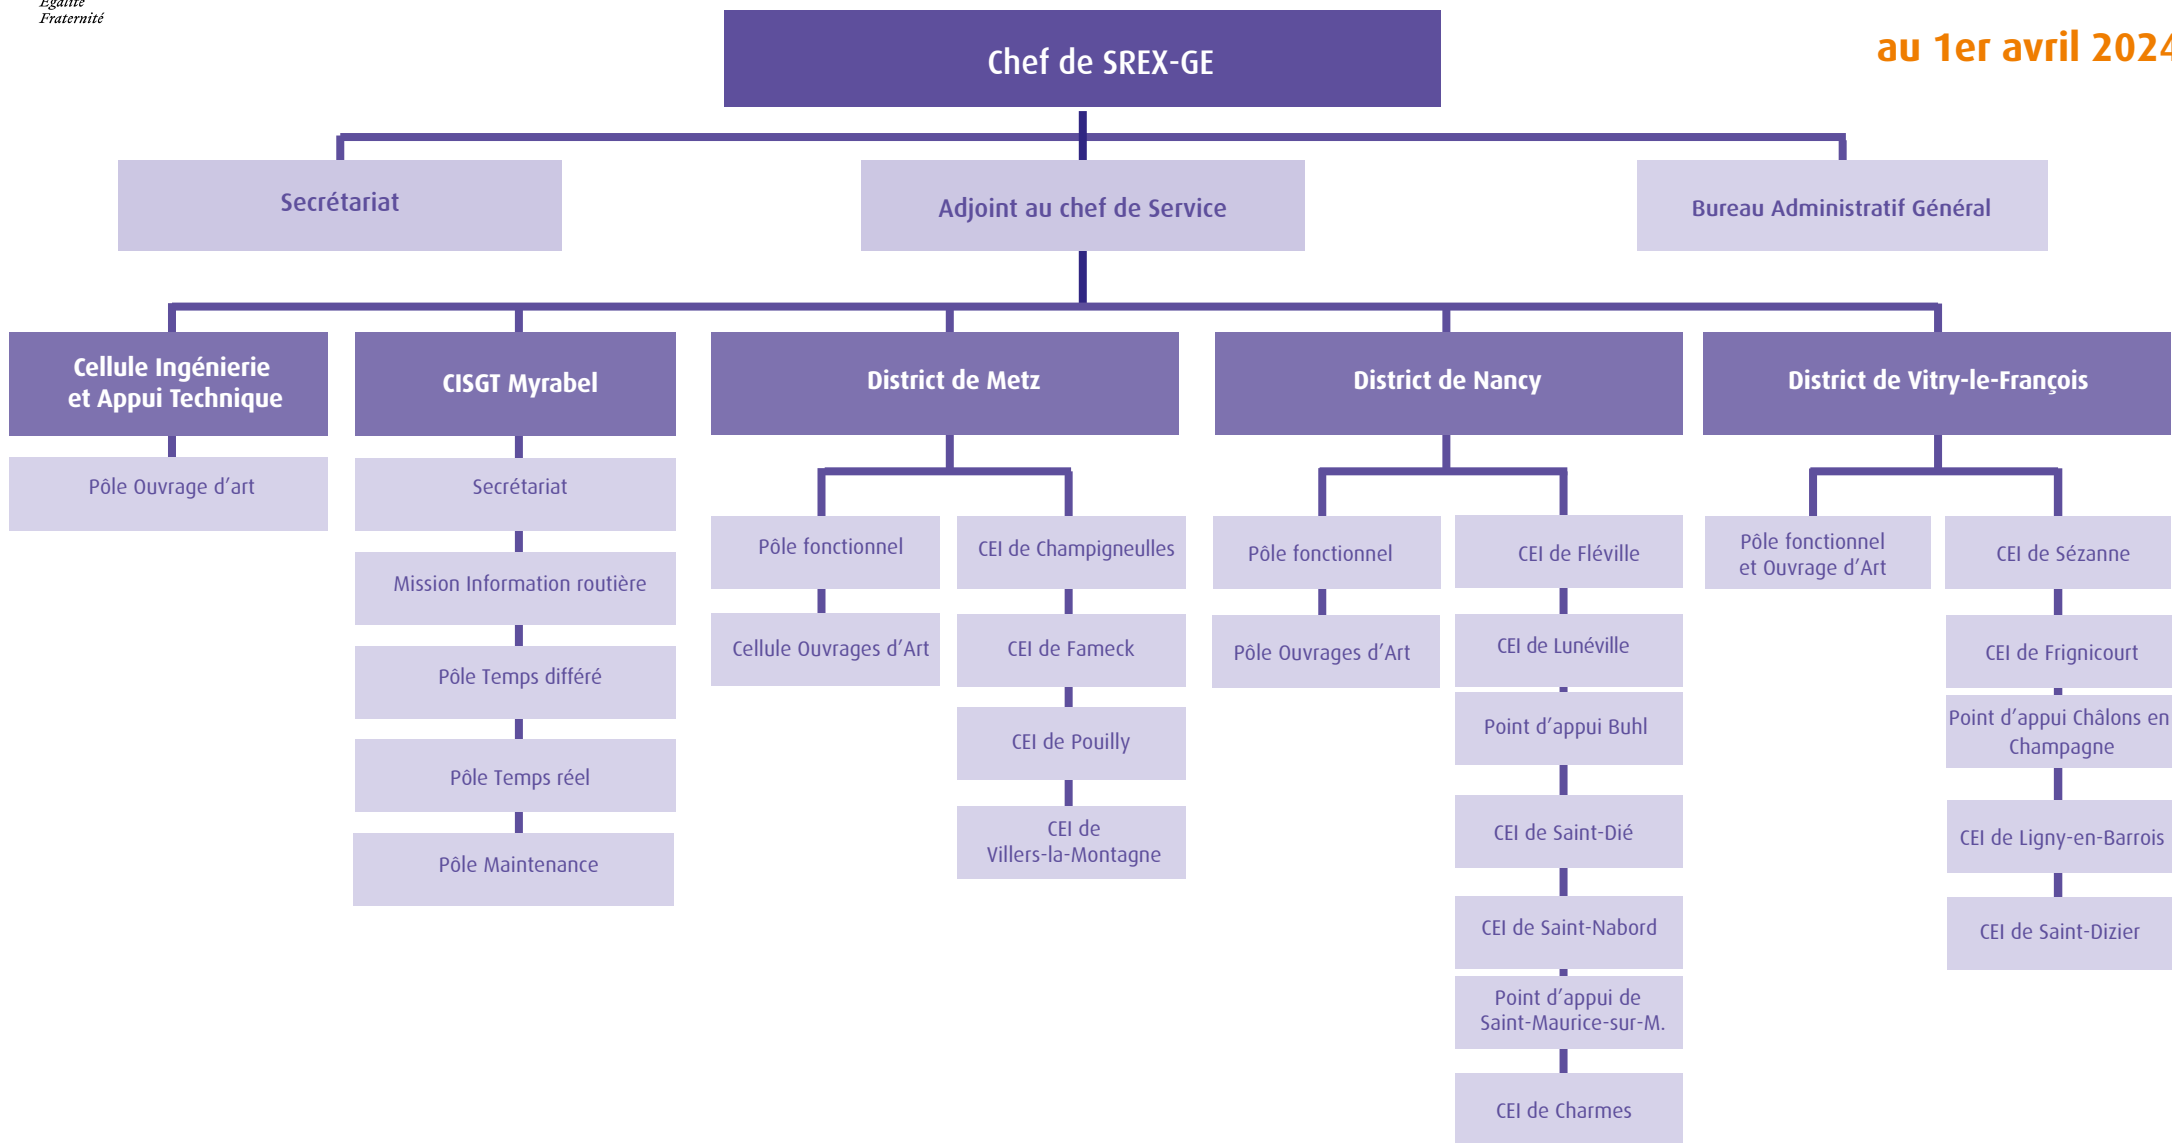 Égalité
Fraternité
au 1er avril 2024
Chef de SREX-GE
Secrétariat
Adjoint au chef de Service
Bureau Administratif Général
Cellule Ingénierie
et Appui Technique
CISGT Myrabel
District de Metz
District de Nancy
District de Vitry-le-François
Pôle Ouvrage d’art
Secrétariat
Mission Information routière
Pôle Temps différé
Pôle Temps réel
Pôle Maintenance
Pôle fonctionnel
Cellule Ouvrages d’Art
CEI de Champigneulles
CEI de Fameck
CEI de Pouilly
CEI de
Villers-la-Montagne
Pôle fonctionnel
Pôle Ouvrages d’Art
CEI de Fléville
CEI de Lunéville
Point d’appui Buhl
CEI de Saint-Dié
CEI de Saint-Nabord
Point d’appui de
Saint-Maurice-sur-M.
CEI de Charmes
Pôle fonctionnel
et Ouvrage d’Art
CEI de Sézanne
CEI de Frignicourt
Point d’appui Châlons en
Champagne
CEI de Ligny-en-Barrois
CEI de Saint-Dizier